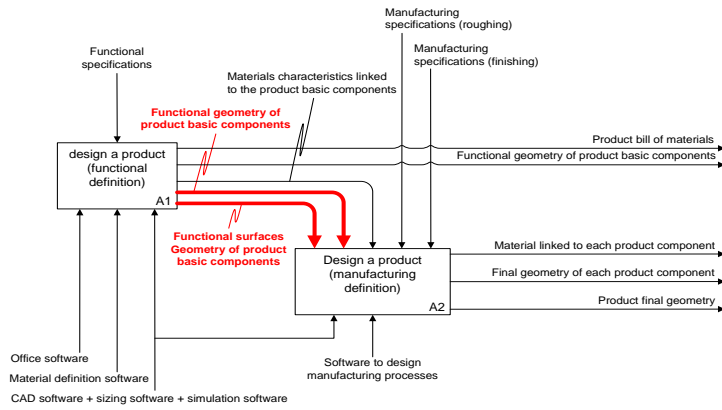 Manufacturing
specifications (roughing)
Manufacturing
specifications (finishing)
Functional
specifications
Materials characteristics linked
to the product basic components
Functional geometry of
product basic components
Product bill of materials
Functional geometry of product basic components
design a product
(functional
definition)
A1
Functional surfaces
Geometry of product
basic components
Design a product
(manufacturing
definition)
A2
Material linked to each product component
Final geometry of each product component
Product final geometry
Office software
Material definition software
CAD software + sizing software + simulation software
Software to design
manufacturing processes